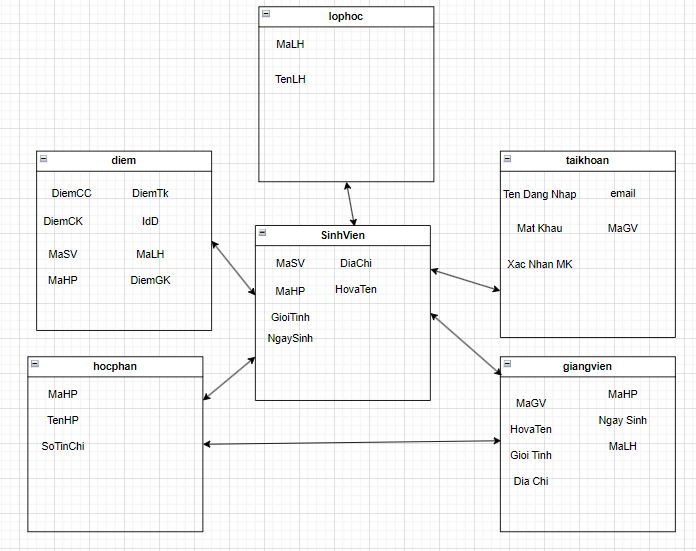 lophoc
MaLH
TenLH
diem
DiemCC DiemTk
DiemCK IdD
MaSV MaLH
MaHP DiemGK
taikhoan
Ten Dang Nhap email
Mat Khau MaGV
Xac Nhan MK
SinhVien
MaSV DiaChi
MaHP HovaTen
GioiTinh
NgaySinh
hocphan
MaHP
TenHP
SoTinChi
giangvien
MaGV MaHP
HovaTen Ngay Sinh
Gioi Tinh MaLH
Dia Chi